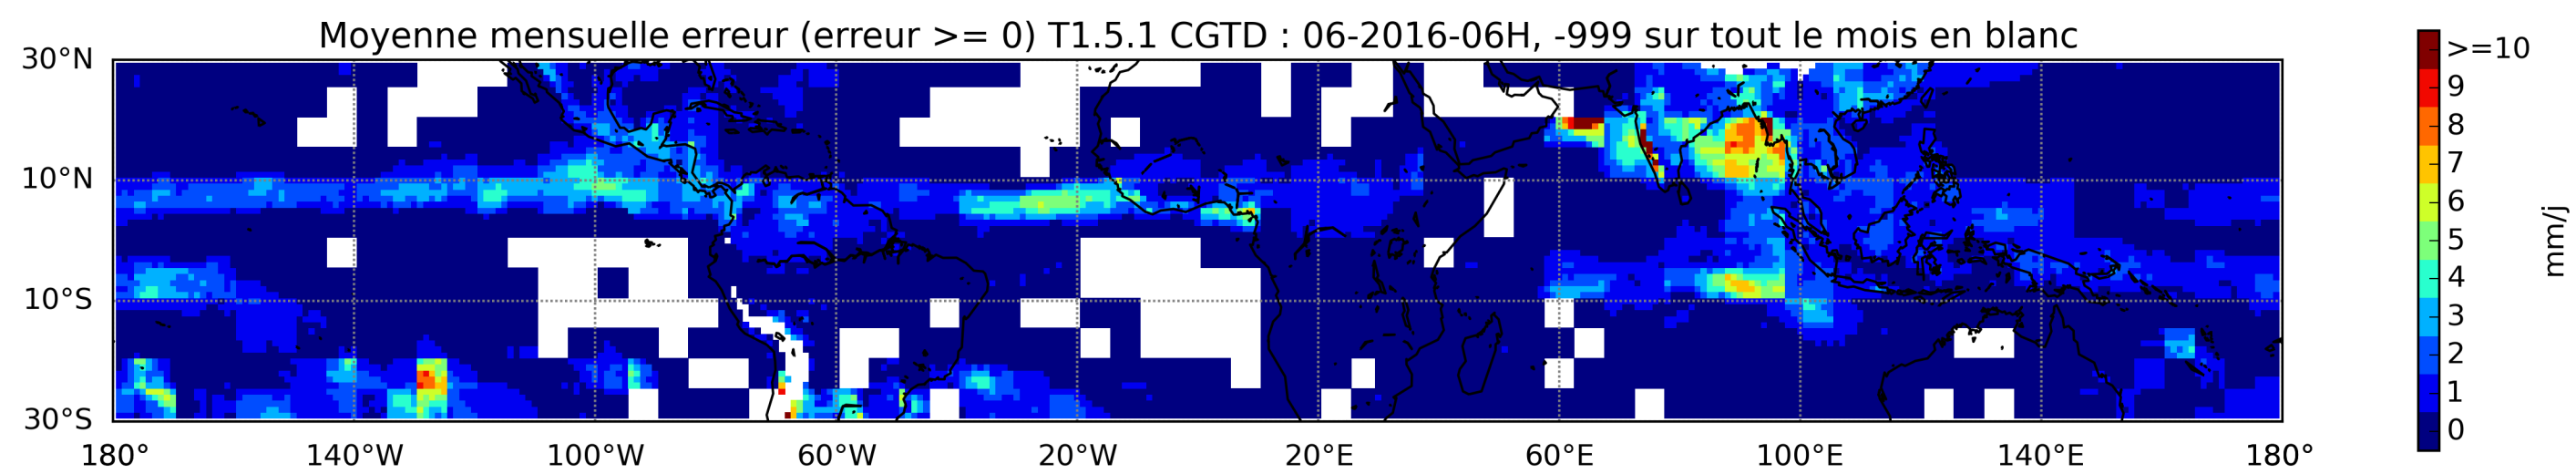 Moyenne mensuelle erreur (erreur >= 0) T1.5.1 CGTD : 06-2016-06H, -999 sur tout le mois en blanc
30°N
10°N
10°S
30°S
180° 140°W 100°W 60°W 20°W 20°E 60°E 100°E 140°E 180°
>=10
9
8
7
6
5
4
3
2
1
0
mm/j